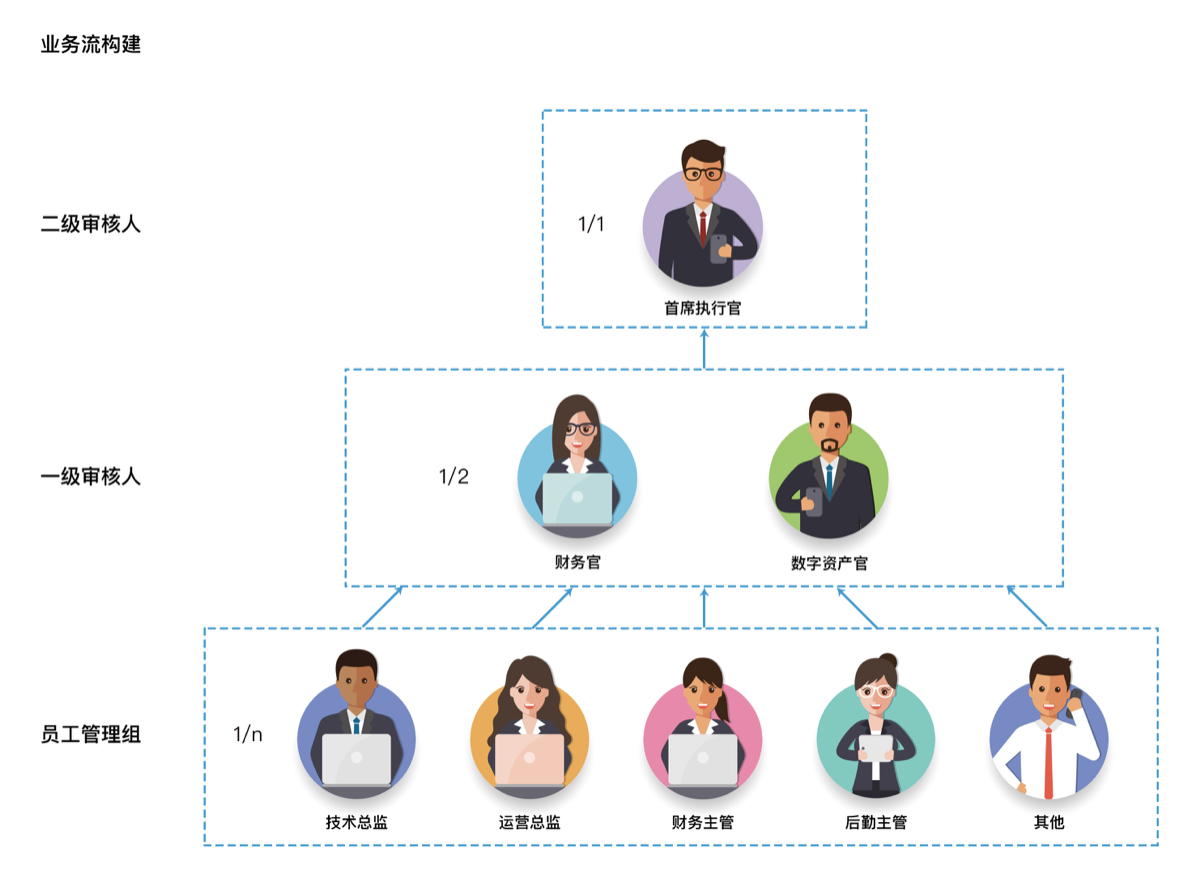 业务流构建
二级审核人
1/1
首席执行官
一级审核人
1/2
财务官
数字资产官
员工管理组
1/n
技术总监
运营总监
财务主管
后勤主管
其他